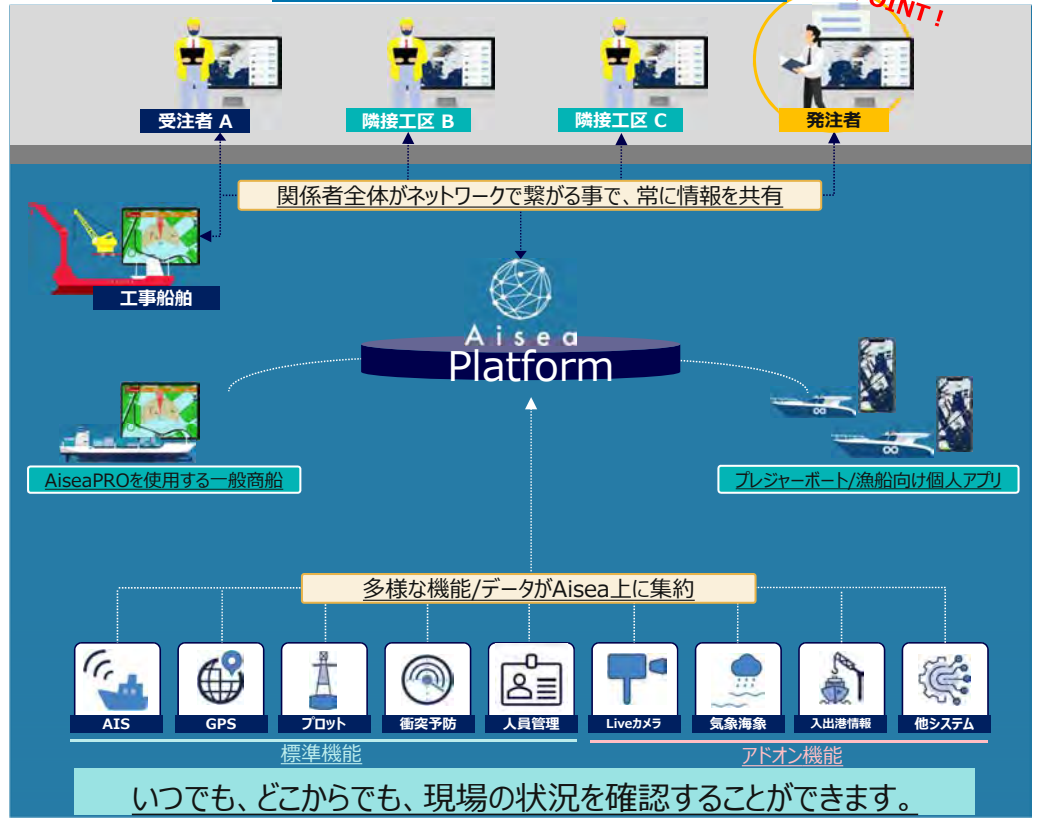 OINT!
受注者 A
隣接工区 B
隣接工区 C
発注者
関係者全体がネットワークで繋がる事で、常に情報を共有
工事船舶
Aisea
Platform
AiseaPROを使用する一般商船
プレジャーボート/漁船向け個人アプリ
多様な機能/データがAisea上に集約
AIS
GPS
プロット
衝突予防
人員管理
Liveカメラ
気象海象
入出港情報
他システム
標準機能
アドオン機能
いつでも、どこからでも、現場の状況を確認することができます。